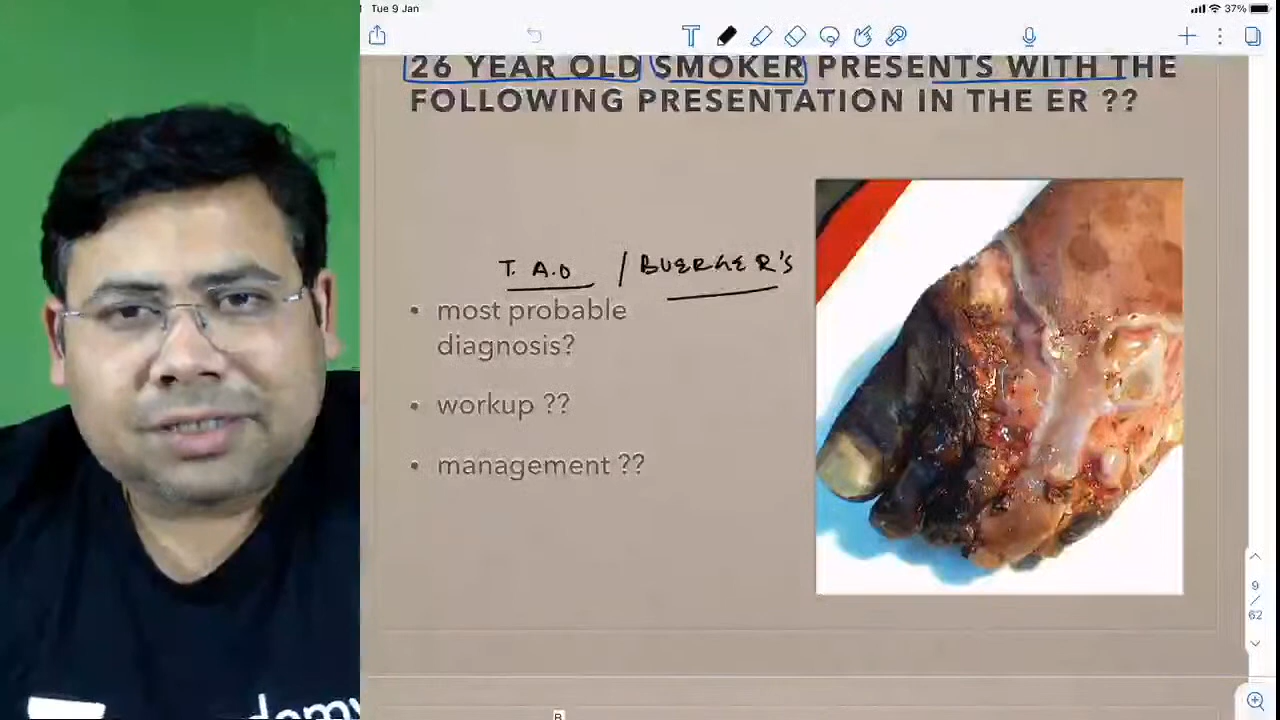 Tue 9 Jan
37%
26 YEAR OLD SMOKER PRESENTS WITH THE
FOLLOWING PRESENTATION IN THE ER ??
T. A.O / BUERGER'S
• most probable
diagnosis?
• workup ??
• management ??
T
9
/
62
B